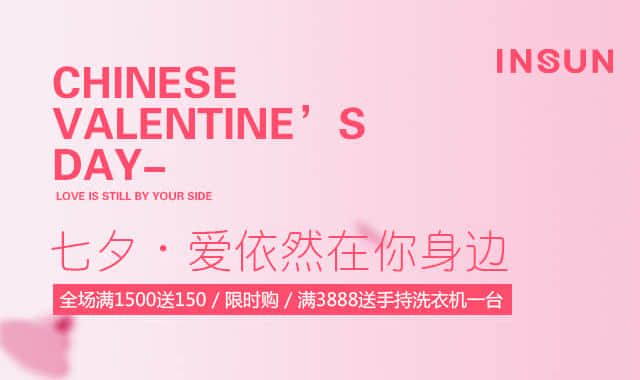 INSUN
CHINESE
VALENTINE’S
DAY–
LOVE IS STILL BY YOUR SIDE
七夕·爱依然在你身边
全场满1500送150 / 限时购 / 满3888送手持洗衣机一台